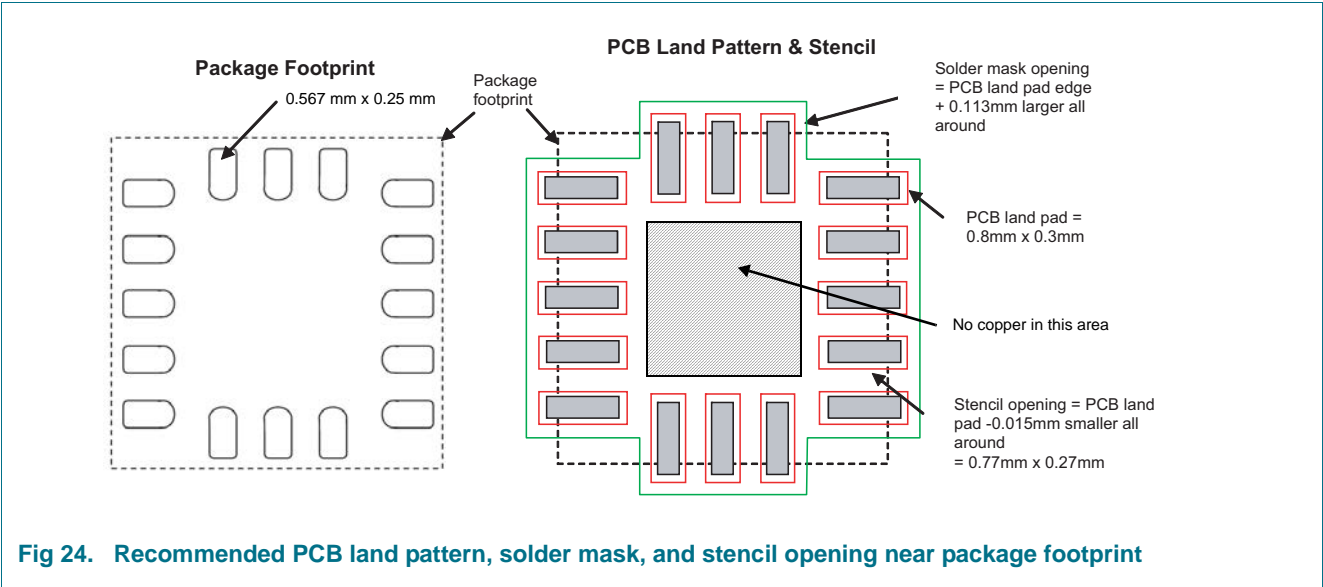 PCB Land Pattern & Stencil
Package Footprint
0.567 mm x 0.25 mm
Package
footprint
Solder mask opening
= PCB land pad edge
+ 0.113mm larger all
around
PCB land pad =
0.8mm x 0.3mm
No copper in this area
Stencil opening = PCB land
pad -0.015mm smaller all
around
= 0.77mm x 0.27mm
Fig 24. Recommended PCB land pattern, solder mask, and stencil opening near package footprint